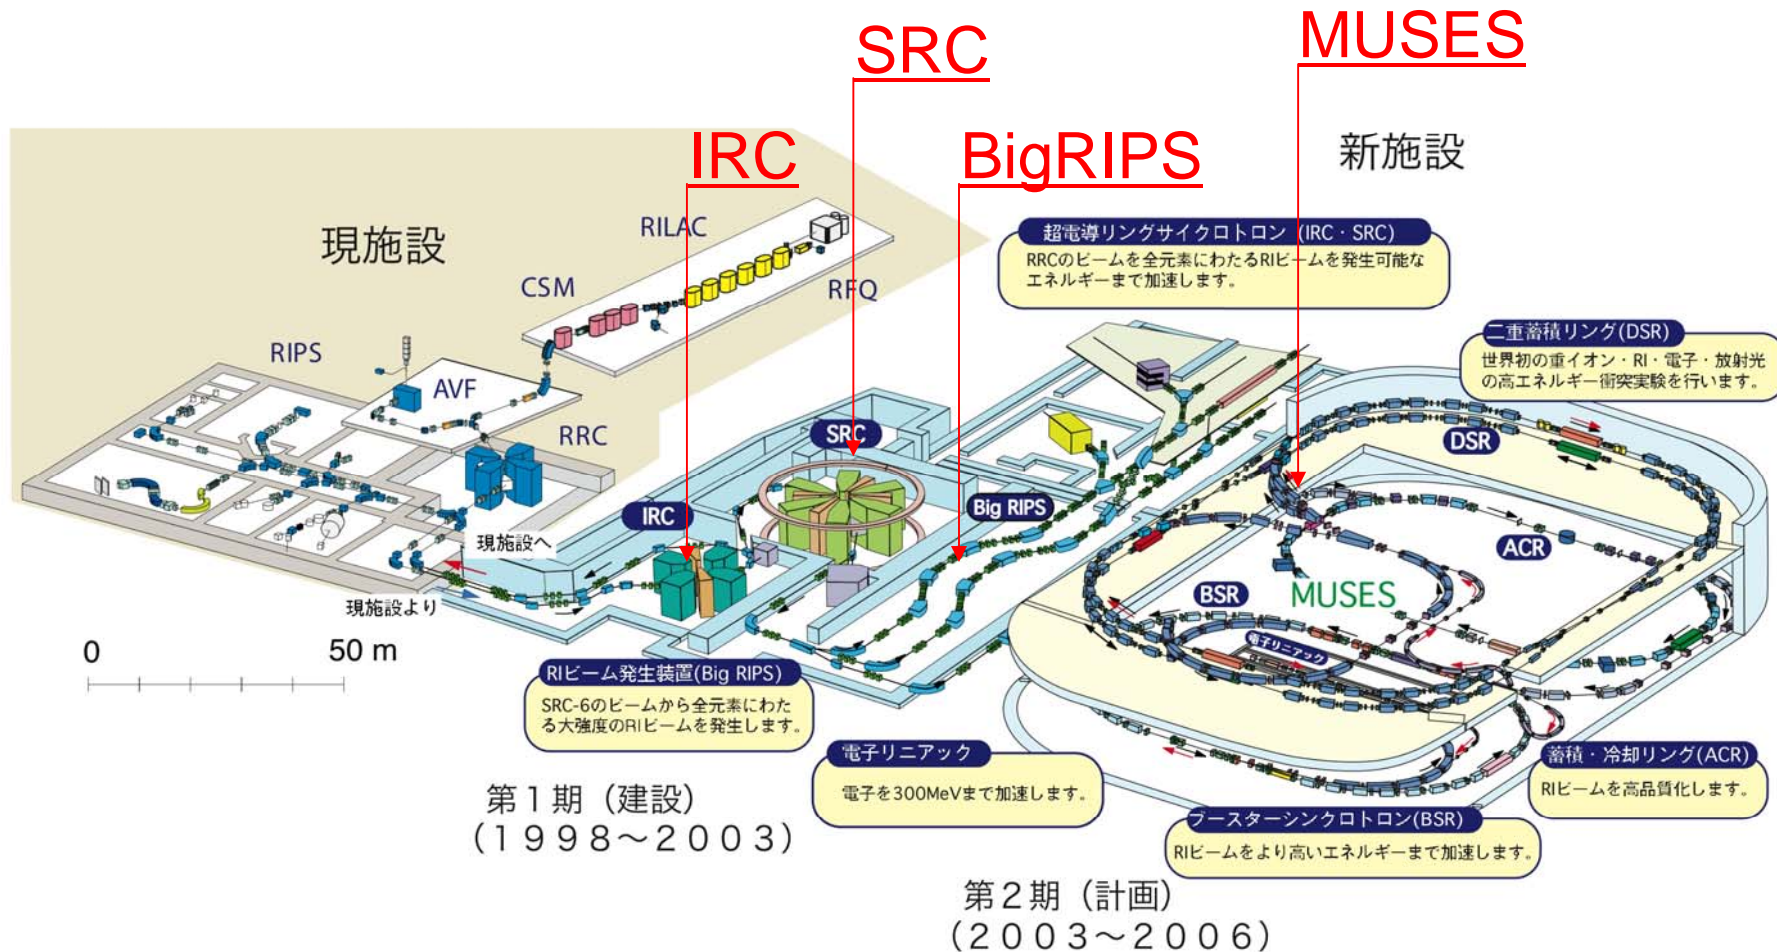 SRC
MUSES
IRC
BigRIPS
新施設
現施設
RILAC
CSM
RFQ
RIPS
AVF
RRC
超電導リングサイクロトロン (IRC・SRC)
RRCのビームを全元素にわたるRIビームを発生可能な
エネルギーまで加速します。
二重蓄積リング(DSR)
世界初の重イオン・RI・電子・放射光
の高エネルギー衝突実験を行います。
SRC
DSR
IRC
Big RIPS
現施設へ
ACR
現施設より
BSR
MUSES
電子リニアック
0
50 m
RIビーム発生装置(Big RIPS)
SRC-6のビームから全元素にわた
る大強度のRIビームを発生します。
電子リニアック
電子を300MeVまで加速します。
蓄積・冷却リング(ACR)
RIビームを高品質化します。
ブースターシンクロトロン(BSR)
RIビームをより高いエネルギーまで加速します。
第１期（建設）
（１９９８～２００３）
第２期（計画）
（２００３～２００６）